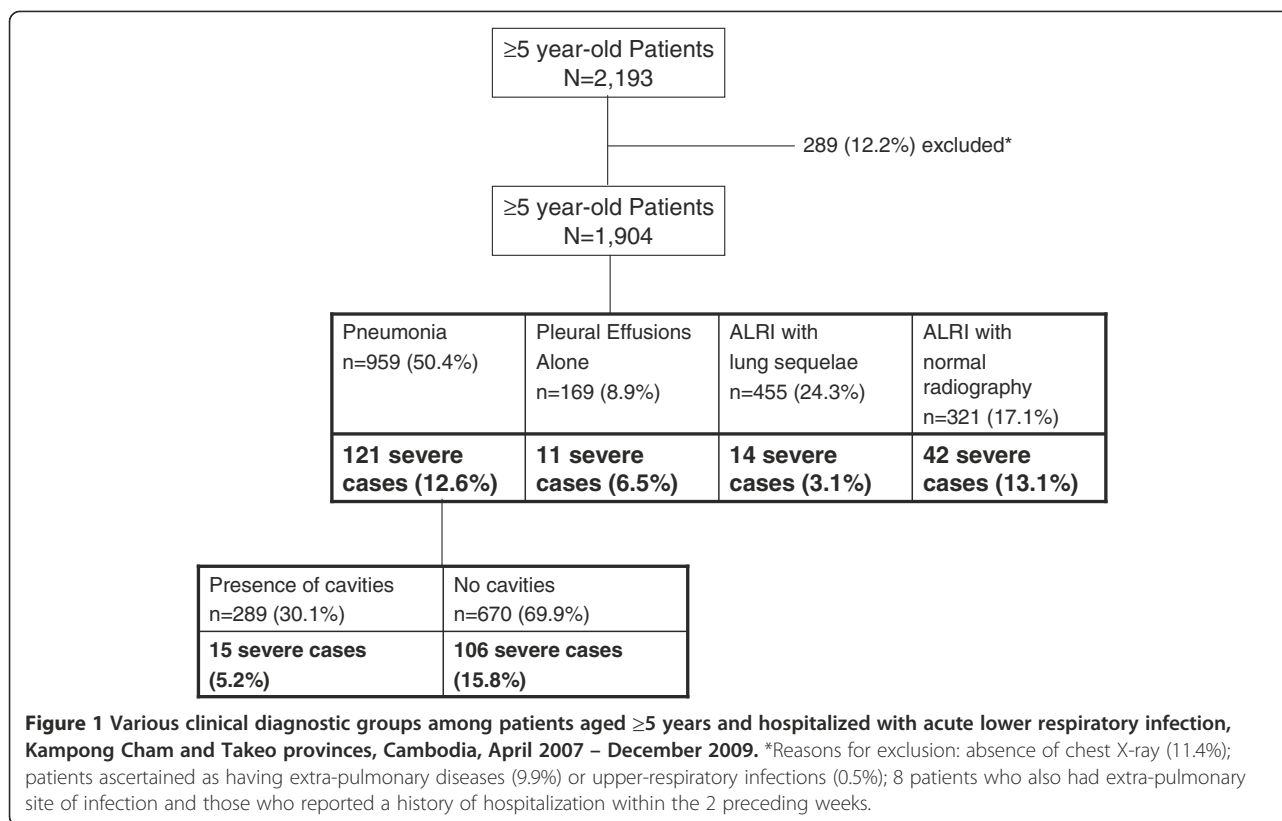 ≥5 year-old Patients
N=2,193
289 (12.2%) excluded*
≥5 year-old Patients
N=1,904
Pneumonia
n=959 (50.4%)
Pleural Effusions
Alone
n=169 (8.9%)
ALRI with
lung sequelae
n=455 (24.3%)
ALRI with
normal
radiography
n=321 (17.1%)
121 severe
cases (12.6%)
11 severe
cases (6.5%)
14 severe
cases (3.1%)
42 severe
cases (13.1%)
Presence of cavities
n=289 (30.1%)
No cavities
n=670 (69.9%)
15 severe cases
(5.2%)
106 severe cases
(15.8%)
Figure 1 Various clinical diagnostic groups among patients aged ≥5 years and hospitalized with acute lower respiratory infection,
Kampong Cham and Takeo provinces, Cambodia, April 2007 – December 2009. *Reasons for exclusion: absence of chest X-ray (11.4%);
patients ascertained as having extra-pulmonary diseases (9.9%) or upper-respiratory infections (0.5%); 8 patients who also had extra-pulmonary
site of infection and those who reported a history of hospitalization within the 2 preceding weeks.